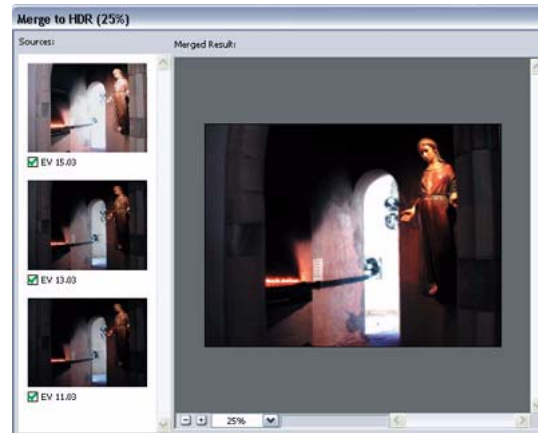 Merge to HDR (25%)
Sources:
Merged Result:
EV 15.03
EV 13.03
EV 11.03
25%